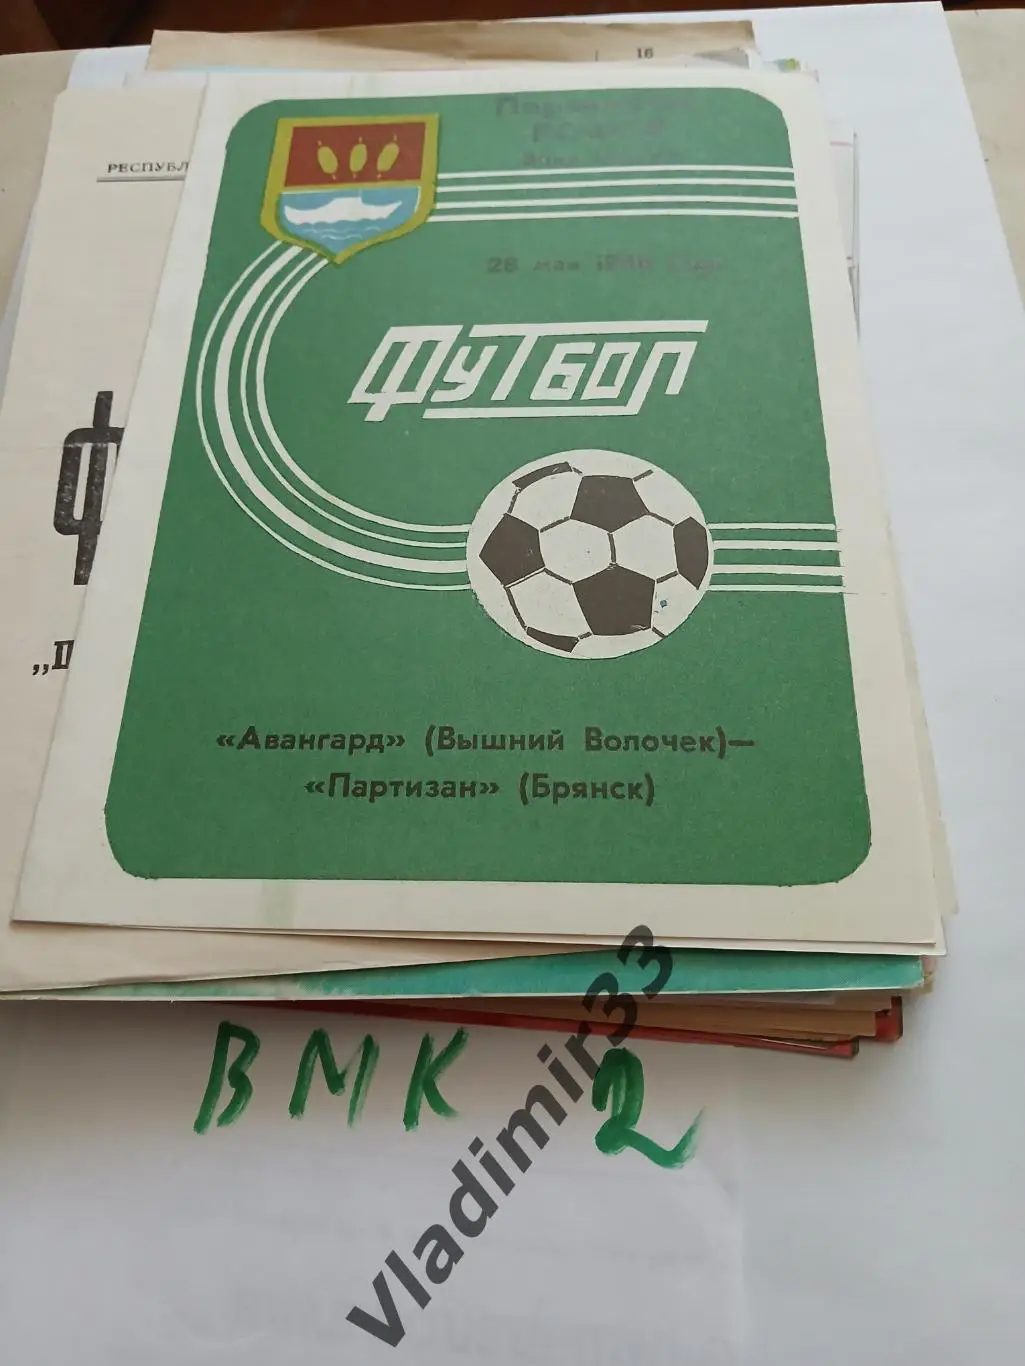 16
РЕСПУБЛ
28 мая
ФУТБОЛ
«Авангард» (Вышний Волочек)—
«Партизан» (Брянск)
ВМК 2
vladimir33